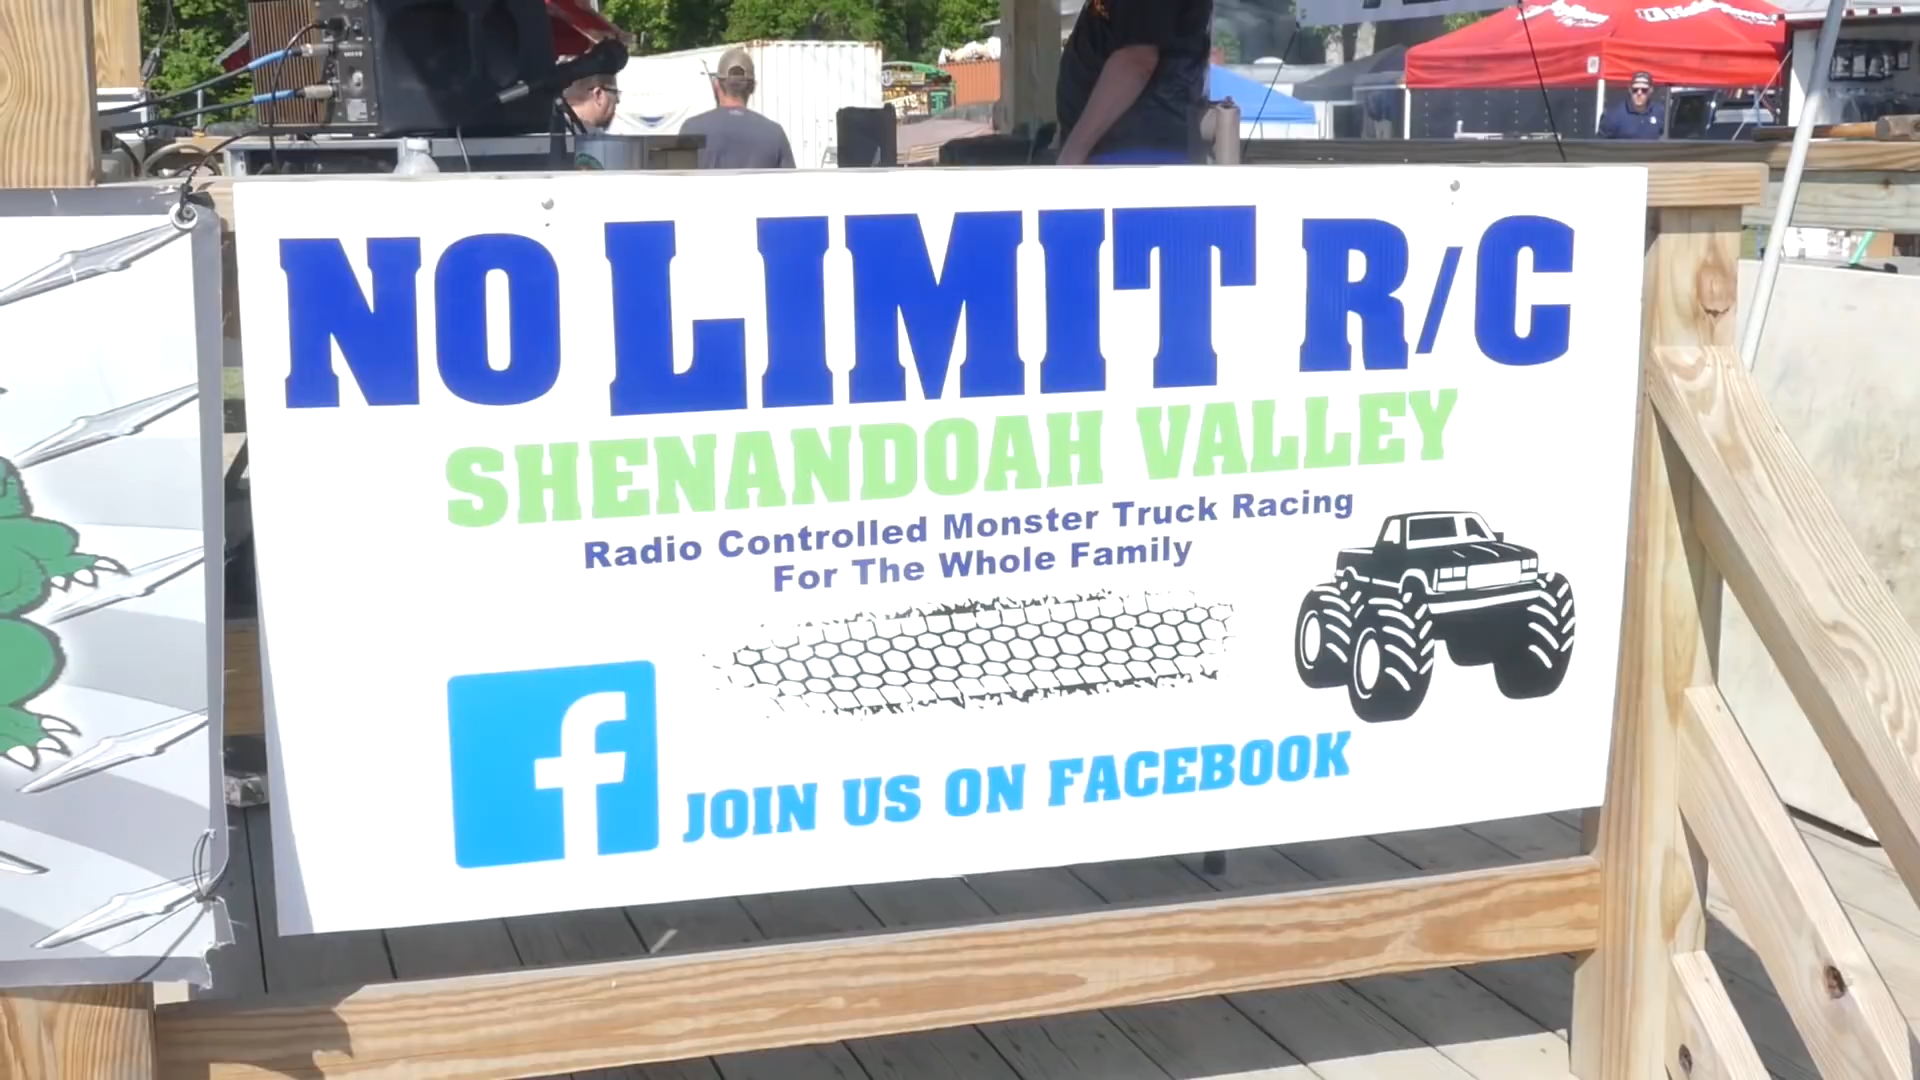 NO LIMIT R/C
SHENANDOAH VALLEY
Radio Controlled Monster Truck Racing
For The Whole Family
f
JOIN US ON FACEBOOK